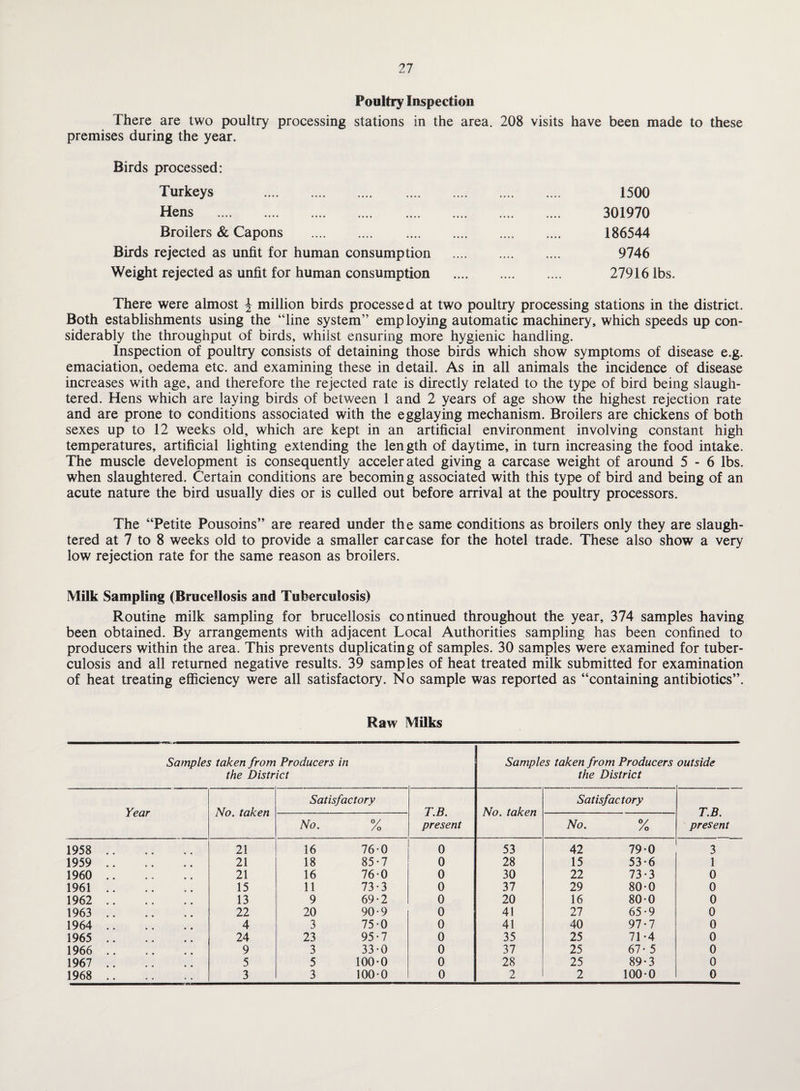 27
Poultry Inspection
There are two poultry processing stations in the area. 208 visits have been made to these
premises during the year.
Birds processed:
Turkeys .... .... .... .... .... .... .... 1500
Hens .... .... .... .... .... .... .... .... 301970
Broilers & Capons .... .... .... .... .... .... 186544
Birds rejected as unfit for human consumption .... .... .... 9746
Weight rejected as unfit for human consumption .... .... .... 27916 lbs.
There were almost ½ million birds processed at two poultry processing stations in the district.
Both establishments using the “line system” employing automatic machinery, which speeds up con-
siderably the throughput of birds, whilst ensuring more hygienic handling.
Inspection of poultry consists of detaining those birds which show symptoms of disease e.g.
emaciation, oedema etc. and examining these in detail. As in all animals the incidence of disease
increases with age, and therefore the rejected rate is directly related to the type of bird being slaugh-
tered. Hens which are laying birds of between 1 and 2 years of age show the highest rejection rate
and are prone to conditions associated with the egglaying mechanism. Broilers are chickens of both
sexes up to 12 weeks old, which are kept in an artificial environment involving constant high
temperatures, artificial lighting extending the length of daytime, in turn increasing the food intake.
The muscle development is consequently accelerated giving a carcase weight of around 5 - 6 lbs.
when slaughtered. Certain conditions are becoming associated with this type of bird and being of an
acute nature the bird usually dies or is culled out before arrival at the poultry processors.
The “Petite Pousoins” are reared under the same conditions as broilers only they are slaugh-
tered at 7 to 8 weeks old to provide a smaller carcase for the hotel trade. These also show a very
low rejection rate for the same reason as broilers.
Milk Sampling (Brucellosis and Tuberculosis)
Routine milk sampling for brucellosis continued throughout the year, 374 samples having
been obtained. By arrangements with adjacent Local Authorities sampling has been confined to
producers within the area. This prevents duplicating of samples. 30 samples were examined for tuber-
culosis and all returned negative results. 39 samples of heat treated milk submitted for examination
of heat treating efficiency were all satisfactory. No sample was reported as “containing antibiotics”.
Raw Milks
Samples taken from Producers in the District Samples taken from Producers outside the District
Year No. taken Satisfactory T.B. present No. taken Satisfactory T.B. present
No. % No. %
1958 .. .. .. 21 16 76·0 0 53 42 79·0 3
1959 .. .. .. 21 18 85·7 0 28 15 53·6 1
1960 .. .. .. 21 16 76·0 0 30 22 73·3 0
1961 .. .. .. 15 11 73·3 0 37 29 80·0 0
1962 .. .. .. 13 9 69·2 0 20 16 80·0 0
1963 .. .. .. 22 20 90·9 0 41 27 65·9 0
1964 .. .. .. 4 3 75·0 0 41 40 97·7 0
1965 .. .. .. 24 23 95·7 0 35 25 71·4 0
1966 .. .. .. 9 3 33·0 0 37 25 67·5 0
1967 .. .. .. 5 5 100·0 0 28 25 89·3 0
1968 .. .. .. 3 3 100·0 0 2 2 100·0 0